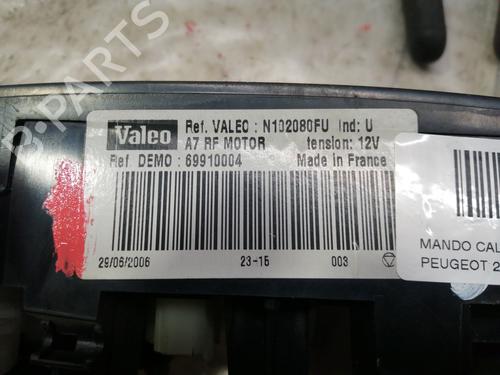 B-PARTS
Valeo
Ref. VALEO : N102080FU Ind: U
A7 RF MOTOR tension: 12V
Ref DEMO : 69910004 Made in France
29/06/2006 23-15 003
MANDO CAL
PEUGEOT 2